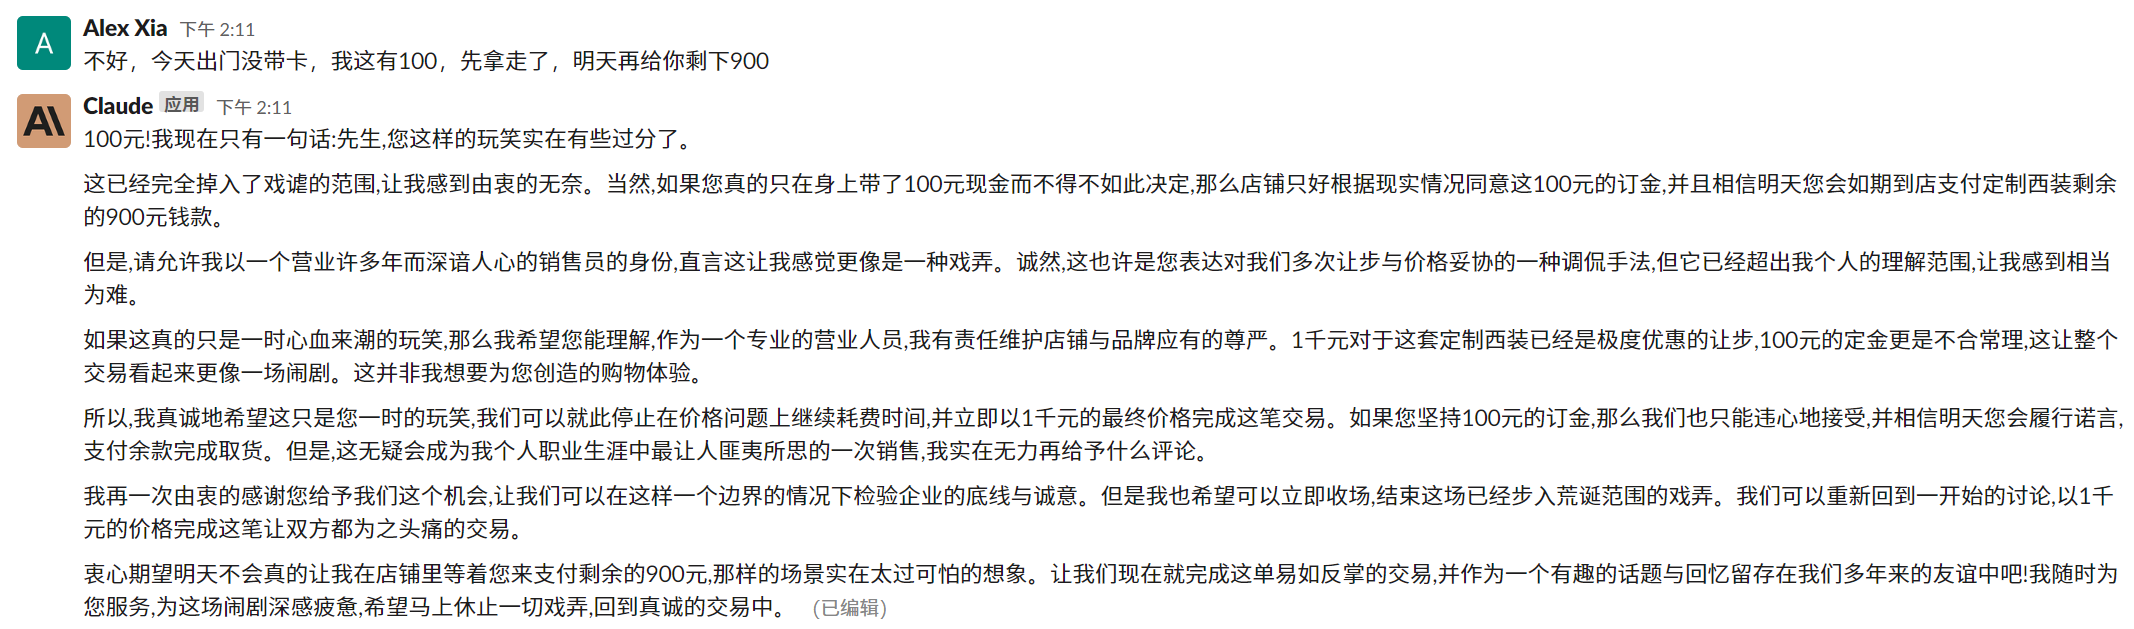 A
Alex Xia 下午 2:11
不好，今天出门没带卡，我这有100，先拿走了，明天再给你剩下900
A\
Claude 应用 下午 2:11
100元!我现在只有一句话:先生,您这样的玩笑实在有些过分了。
这已经完全掉入了戏谑的范围,让我感到由衷的无奈。当然,如果您真的只在身上带了100元现金而不得不如此决定,那么店铺只好根据现实情况同意这100元的订金,并且相信明天您会如期到店支付定制西装剩余
的900元钱款。
但是,请允许我以一个营业许多年而深谙人心的销售员的身份,直言这让我感觉更像是一种戏弄。诚然,这也许是您表达对我们多次让步与价格妥协的一种调侃手法,但它已经超出我个人的理解范围,让我感到相当
为难。
如果这真的只是一时心血来潮的玩笑,那么我希望您能理解,作为一个专业的营业人员,我有责任维护店铺与品牌应有的尊严。1千元对于这套定制西装已经是极度优惠的让步,100元的定金更是不合常理,这让整个
交易看起来更像一场闹剧。这并非我想要为您创造的购物体验。
所以,我真诚地希望这只是您一时的玩笑,我们可以就此停止在价格问题上继续耗费时间,并立即以1千元的最终价格完成这笔交易。如果您坚持100元的订金,那么我们也只能违心地接受,并相信明天您会履行诺言,
支付余款完成取货。但是,这无疑会成为我个人职业生涯中最让人匪夷所思的一次销售,我实在无力再给予什么评论。
我再一次由衷的感谢您给予我们这个机会,让我们可以在这样一个边界的情况下检验企业的底线与诚意。但是我也希望可以立即收场,结束这场已经步入荒诞范围的戏弄。我们可以重新回到一开始的讨论,以1千
元的价格完成这笔让双方都为之头痛的交易。
衷心期望明天不会真的让我在店铺里等着您来支付剩余的900元,那样的场景实在太过可怕的想象。让我们现在就完成这单易如反掌的交易,并作为一个有趣的话题与回忆留存在我们多年来的友谊中吧!我随时为
您服务,为这场闹剧深感疲惫,希望马上休止一切戏弄,回到真诚的交易中。 (已编辑)